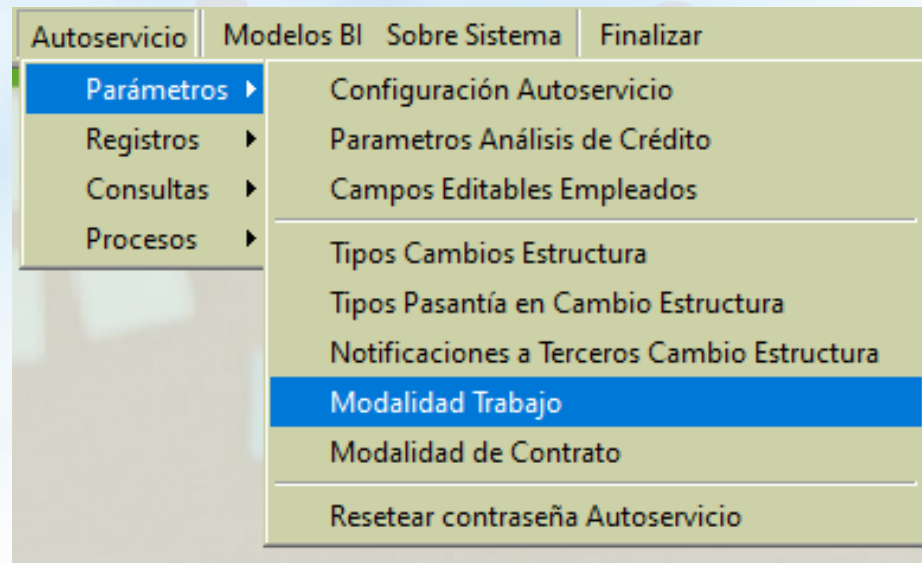 Autoservicio Modelos BI Sobre Sistema Finalizar
Parámetros
Registros
Consultas
Procesos
Configuración Autoservicio
Parametros Análisis de Crédito
Campos Editables Empleados
Tipos Cambios Estructura
Tipos Pasantía en Cambio Estructura
Notificaciones a Terceros Cambio Estructura
Modalidad Trabajo
Modalidad de Contrato
Resetear contraseña Autoservicio